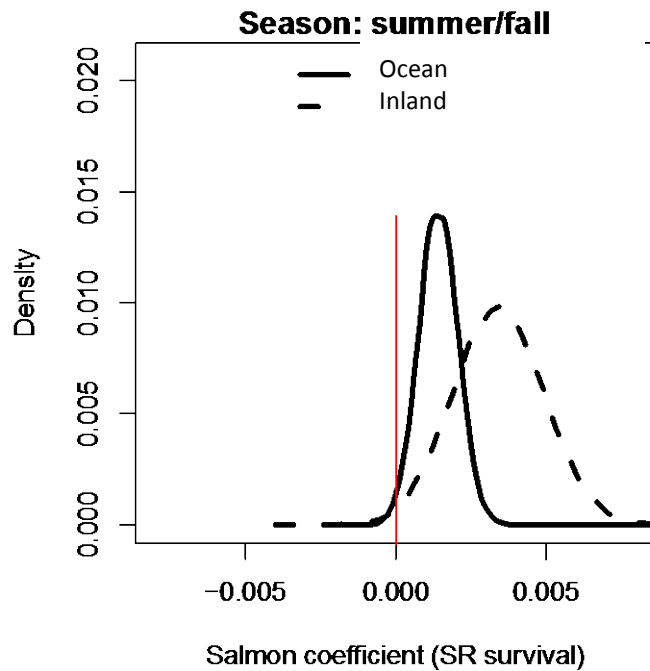 Season: summer/fall
Ocean
Inland
0.020
0.015
0.010
0.005
0.000
Density
−0.005
0.000
0.005
Salmon coefficient (SR survival)